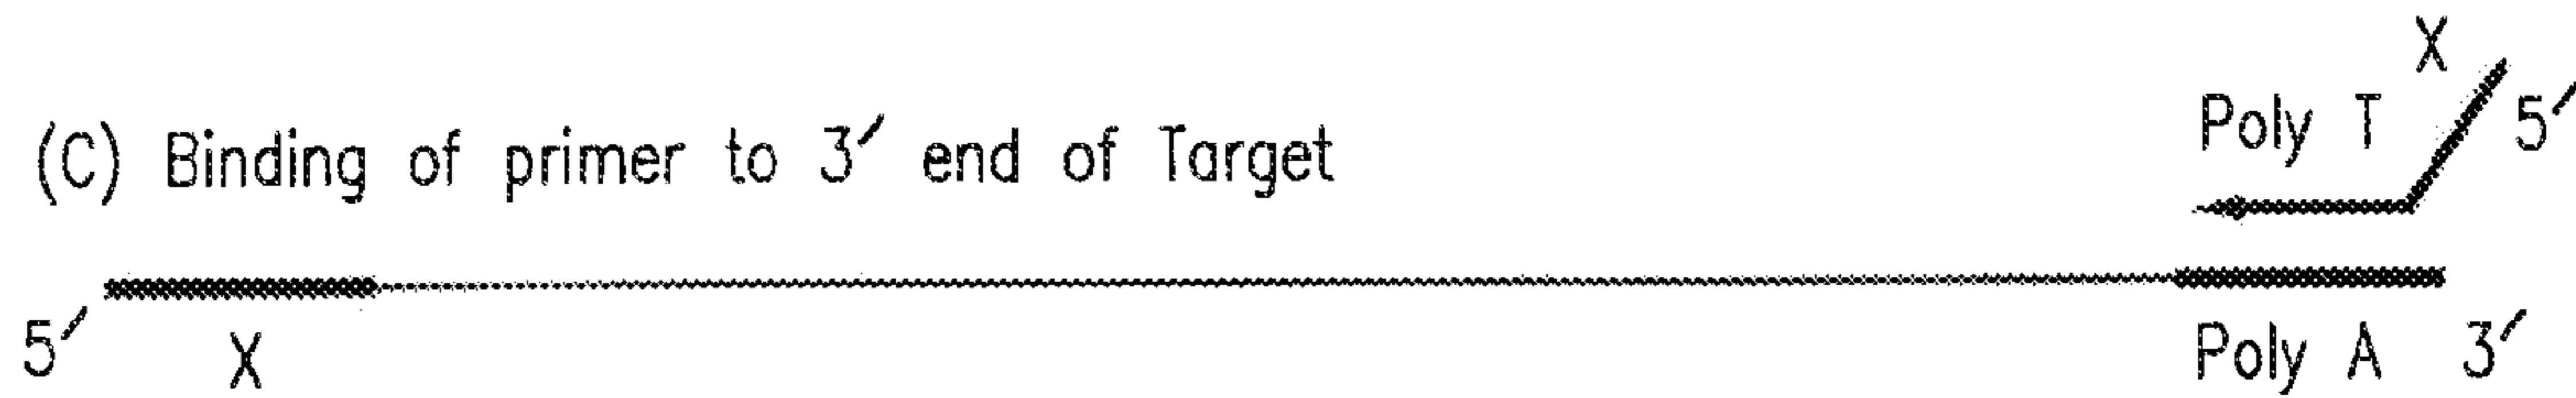 X
Poly T 5′
(C) Binding of primer to 3′ end of Target
5′ X Poly A 3′